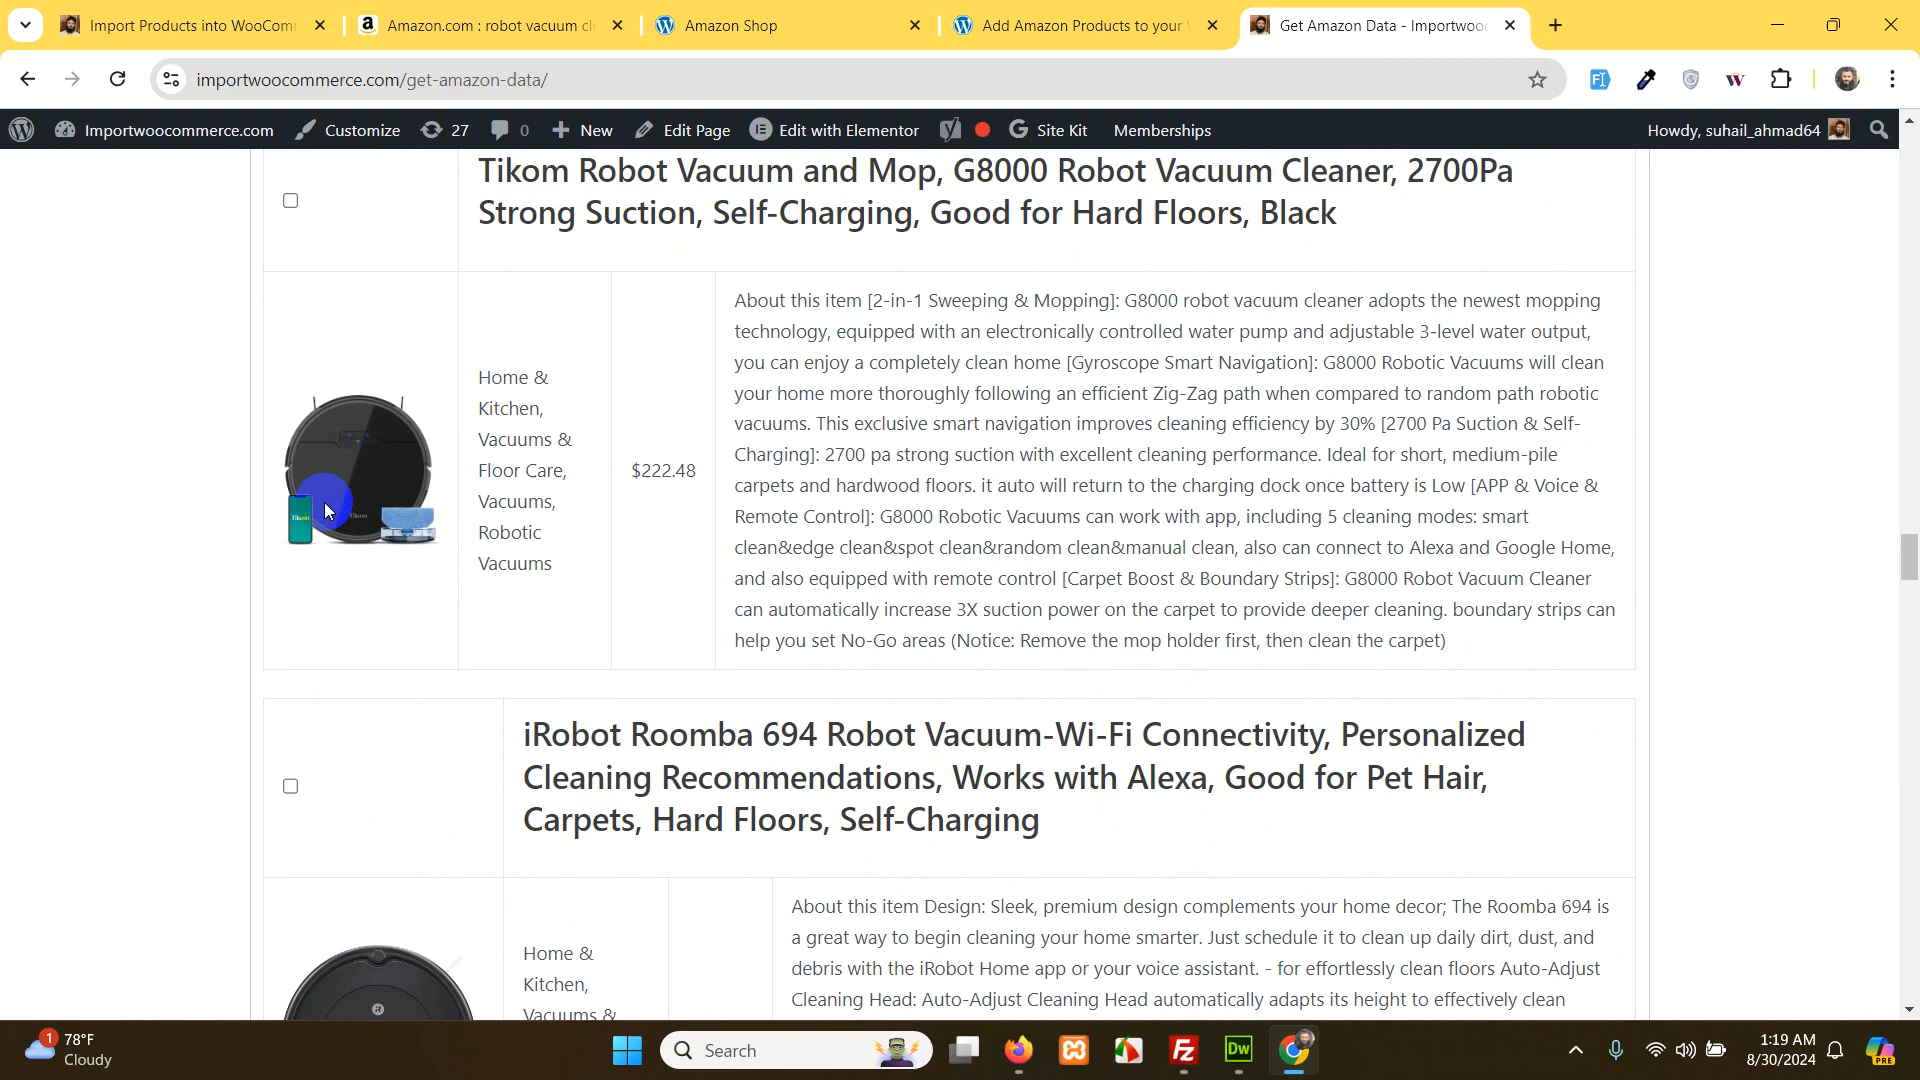 Import Products into WooComm
Amazon.com : robot vacuum cle
Amazon Shop
Add Amazon Products to your W
Get Amazon Data - Importwooc
importwoocommerce.com/get-amazon-data/
Importwoocommerce.com
Customize
27
0
New
Edit Page
Edit with Elementor
Site Kit
Memberships
Howdy, suhail_ahmad64
Tikom Robot Vacuum and Mop, G8000 Robot Vacuum Cleaner, 2700Pa
Strong Suction, Self-Charging, Good for Hard Floors, Black
Tikom
Tikom
Home &
Kitchen,
Vacuums &
Floor Care,
Vacuums,
Robotic
Vacuums
$222.48
About this item [2-in-1 Sweeping & Mopping]: G8000 robot vacuum cleaner adopts the newest mopping
technology, equipped with an electronically controlled water pump and adjustable 3-level water output,
you can enjoy a completely clean home [Gyroscope Smart Navigation]: G8000 Robotic Vacuums will clean
your home more thoroughly following an efficient Zig-Zag path when compared to random path robotic
vacuums. This exclusive smart navigation improves cleaning efficiency by 30% [2700 Pa Suction & Self-
Charging]: 2700 pa strong suction with excellent cleaning performance. Ideal for short, medium-pile
carpets and hardwood floors. it auto will return to the charging dock once battery is Low [APP & Voice &
Remote Control]: G8000 Robotic Vacuums can work with app, including 5 cleaning modes: smart
clean&edge clean&spot clean&random clean&manual clean, also can connect to Alexa and Google Home,
and also equipped with remote control [Carpet Boost & Boundary Strips]: G8000 Robot Vacuum Cleaner
can automatically increase 3X suction power on the carpet to provide deeper cleaning. boundary strips can
help you set No-Go areas (Notice: Remove the mop holder first, then clean the carpet)
iRobot Roomba 694 Robot Vacuum-Wi-Fi Connectivity, Personalized
Cleaning Recommendations, Works with Alexa, Good for Pet Hair,
Carpets, Hard Floors, Self-Charging
Home &
Kitchen,
Vacuums &
About this item Design: Sleek, premium design complements your home decor; The Roomba 694 is
a great way to begin cleaning your home smarter. Just schedule it to clean up daily dirt, dust, and
debris with the iRobot Home app or your voice assistant. - for effortlessly clean floors Auto-Adjust
Cleaning Head: Auto-Adjust Cleaning Head automatically adapts its height to effectively clean
1
78°F
Cloudy
Search
Fz
Dw
1:19 AM
8/30/2024
PRE